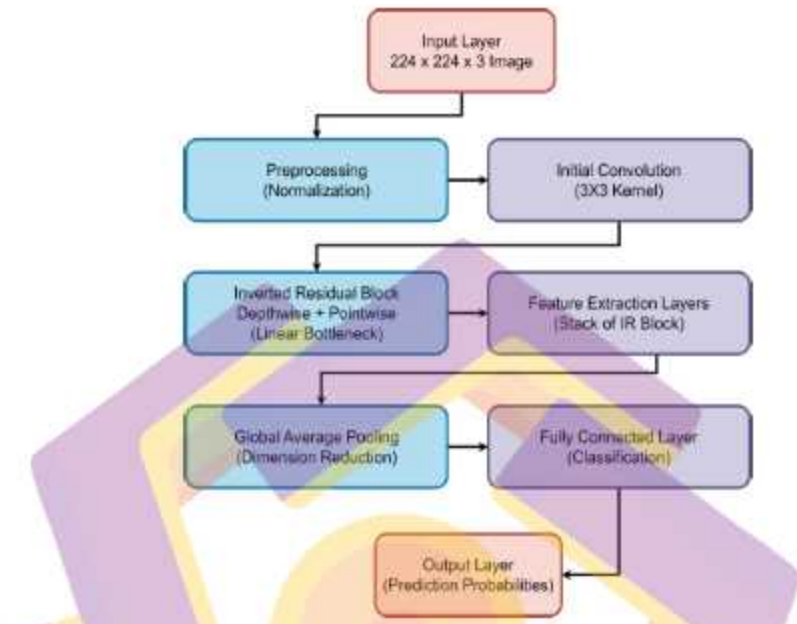 Input Layer
224 x 224 x 3 Image
Preprocessing
(Normalization)
Initial Convolution
(3X3 Kernel)
Inverted Residual Block
Depthwise + Pointwise
(Linear Bottleneck)
Feature Extraction Layers
(Stack of IR Block)
Global Average Pooling
(Dimension Reduction)
Fully Connected Layer
(Classification)
Output Layer
(Prediction Probabilities)